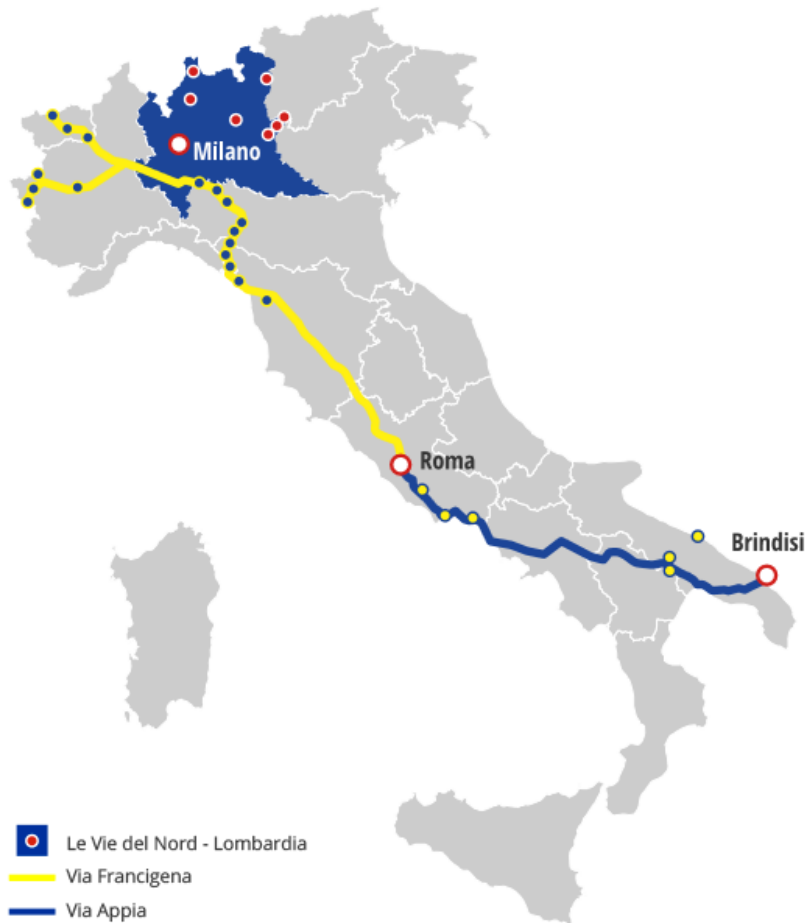 Milano
Roma
Brindisi
Le Vie del Nord - Lombardia
Via Francigena
Via Appia